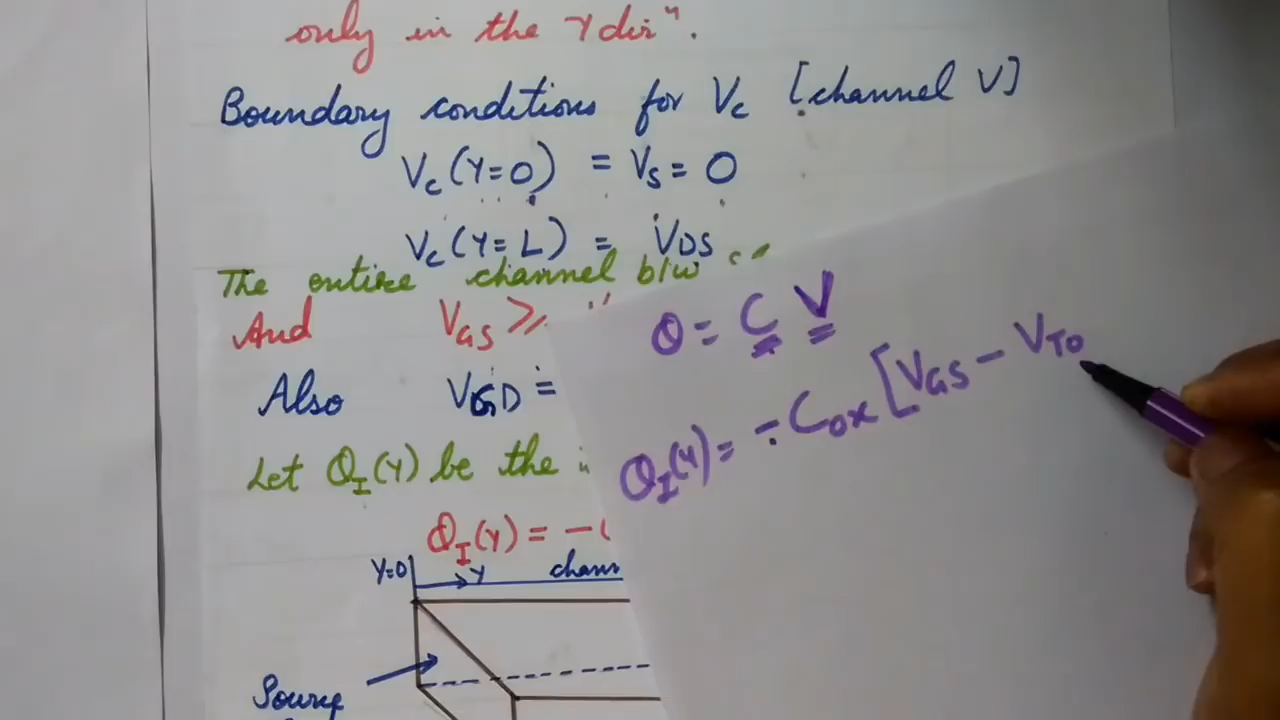 only in the Y dirⁿ.
Boundary conditions for Vc [channel V]
Vc(Y=0) = VS = 0
Vc(Y=L) = VDS
The entire channel b/w
And VGS ≥
Also VGD =
Let QI(Y) be the
QI(Y) = -
Y=0 Y chann
Source
Q = C V
QI(Y) = -Cox [VGS - VTO